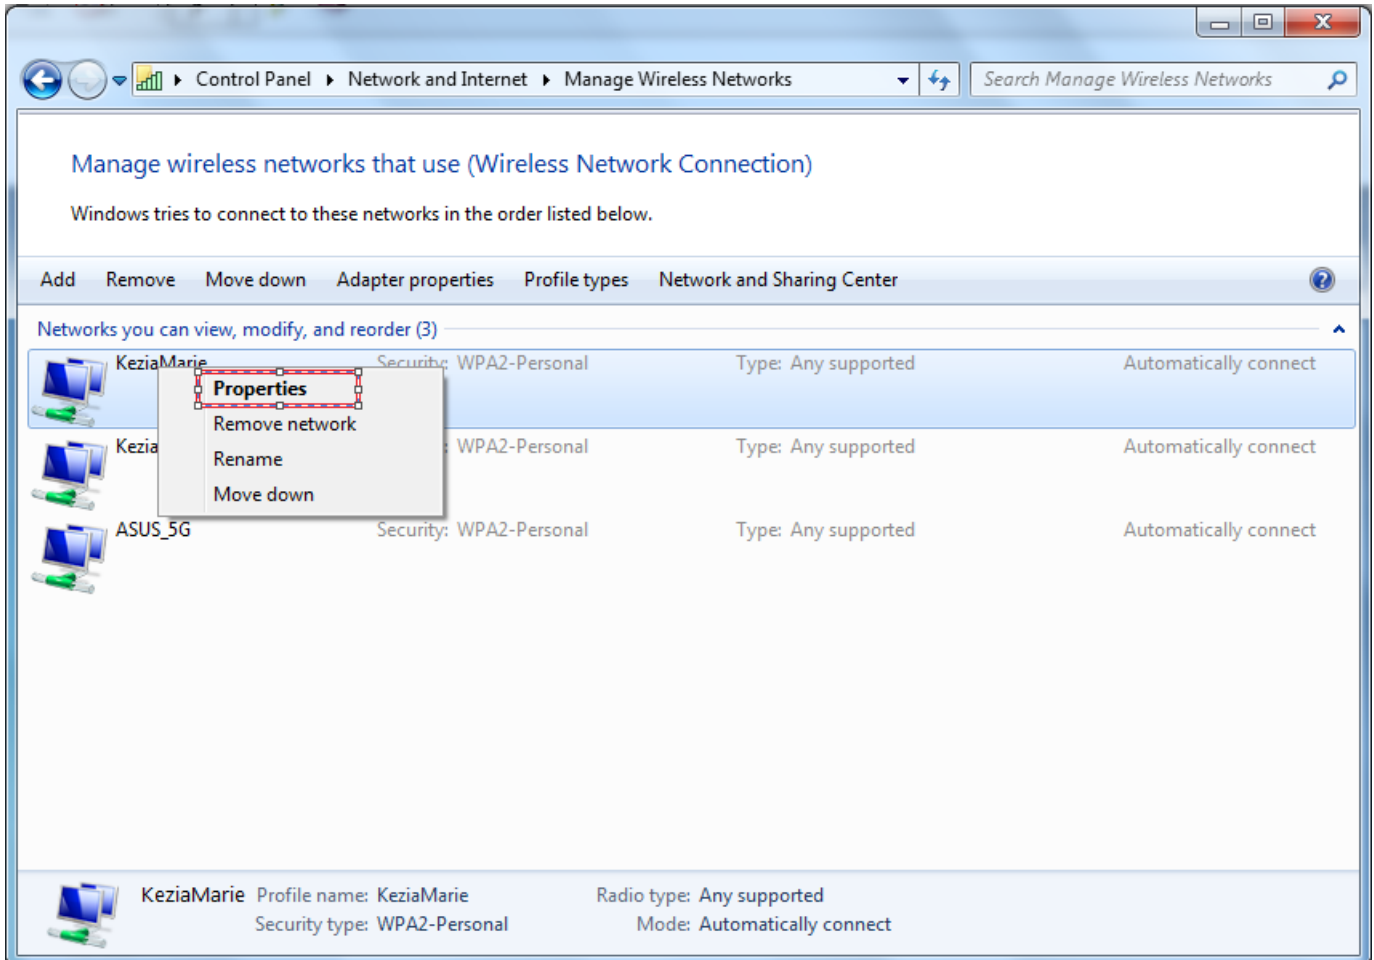 Control Panel Network and Internet Manage Wireless Networks Search Manage Wireless Networks
Manage wireless networks that use (Wireless Network Connection)
Windows tries to connect to these networks in the order listed below.
Add Remove Move down Adapter properties Profile types Network and Sharing Center
Networks you can view, modify, and reorder (3)
KeziaMarie Security: WPA2-Personal Type: Any supported Automatically connect
Properties
Remove network
Kezia WPA2-Personal Type: Any supported Automatically connect
Rename
Move down
ASUS_5G Security: WPA2-Personal Type: Any supported Automatically connect
KeziaMarie Profile name: KeziaMarie Radio type: Any supported
Security type: WPA2-Personal Mode: Automatically connect